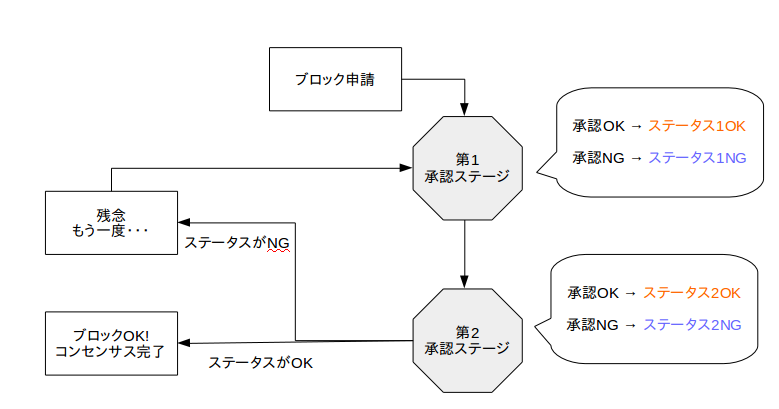 ブロック申請
第1
承認ステージ
承認OK → ステータス1OK
承認NG → ステータス1NG
残念
もう一度・・・
ステータスがNG
ブロックOK!
コンセンサス完了
ステータスがOK
第2
承認ステージ
承認OK → ステータス2OK
承認NG → ステータス2NG